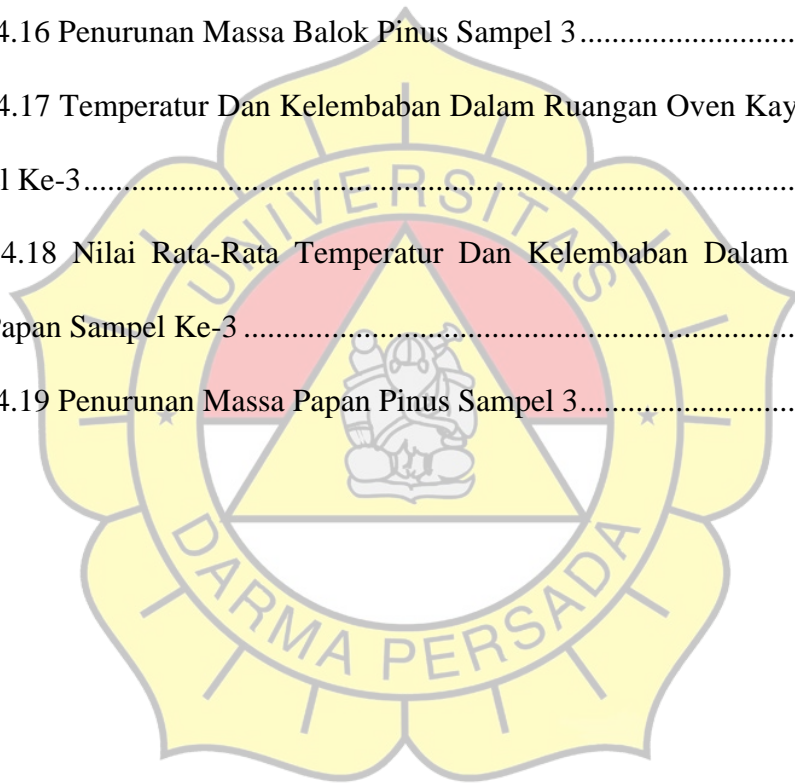 4.16 Penurunan Massa Balok Pinus Sampel 3..........................
4.17 Temperatur Dan Kelembaban Dalam Ruangan Oven Kay
l Ke-3..........................................................................................
4.18 Nilai Rata-Rata Temperatur Dan Kelembaban Dalam
Papan Sampel Ke-3......................................................................
4.19 Penurunan Massa Papan Pinus Sampel 3..........................
UNIVERSITAS
DARMA PERSADA